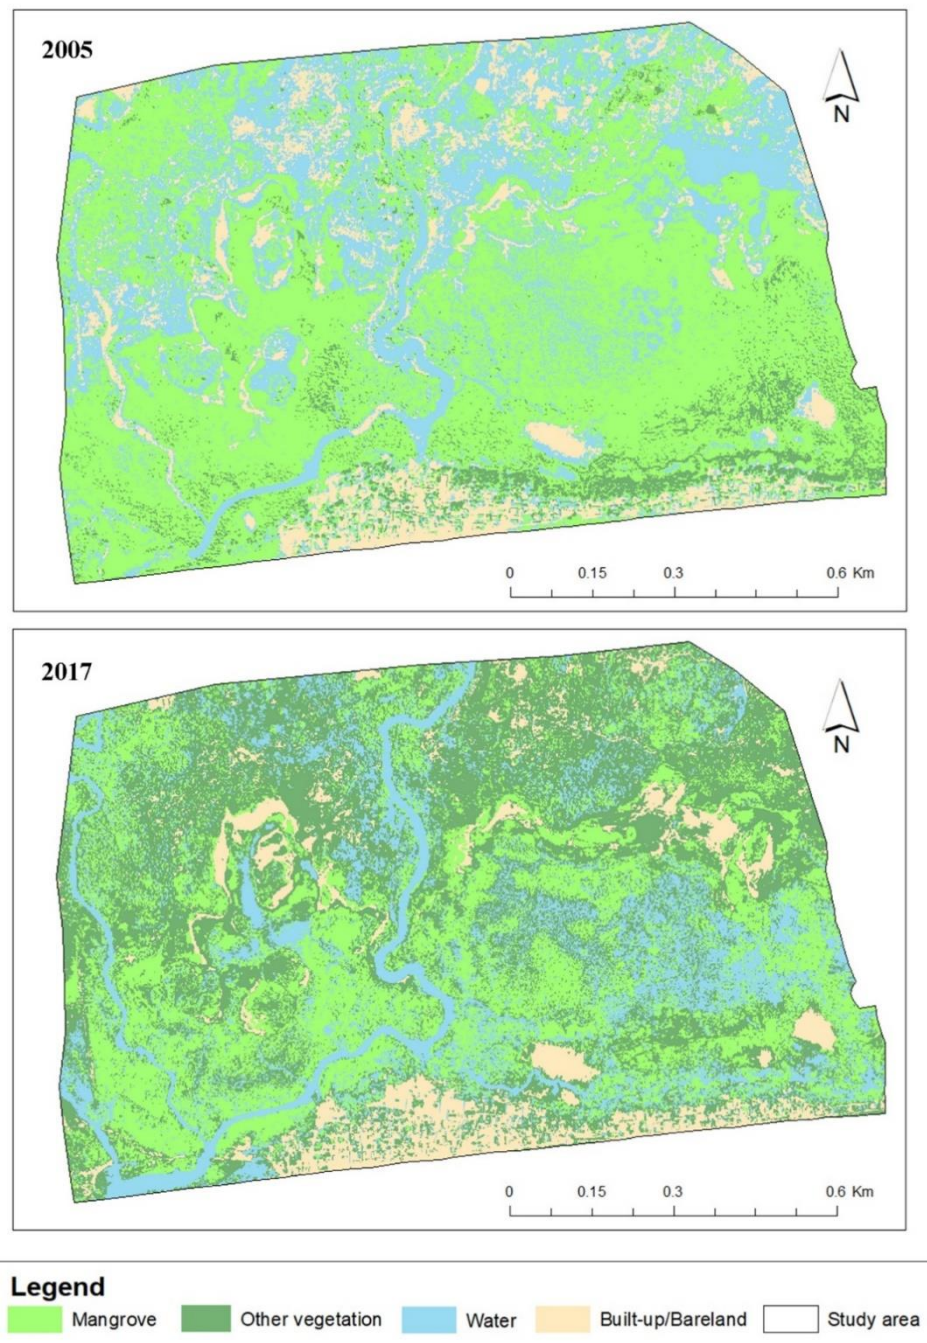 2005
N
0 0.15 0.3 0.6 Km
2017
N
0 0.15 0.3 0.6 Km
Legend
Mangrove Other vegetation Water Built-up/Bareland Study area